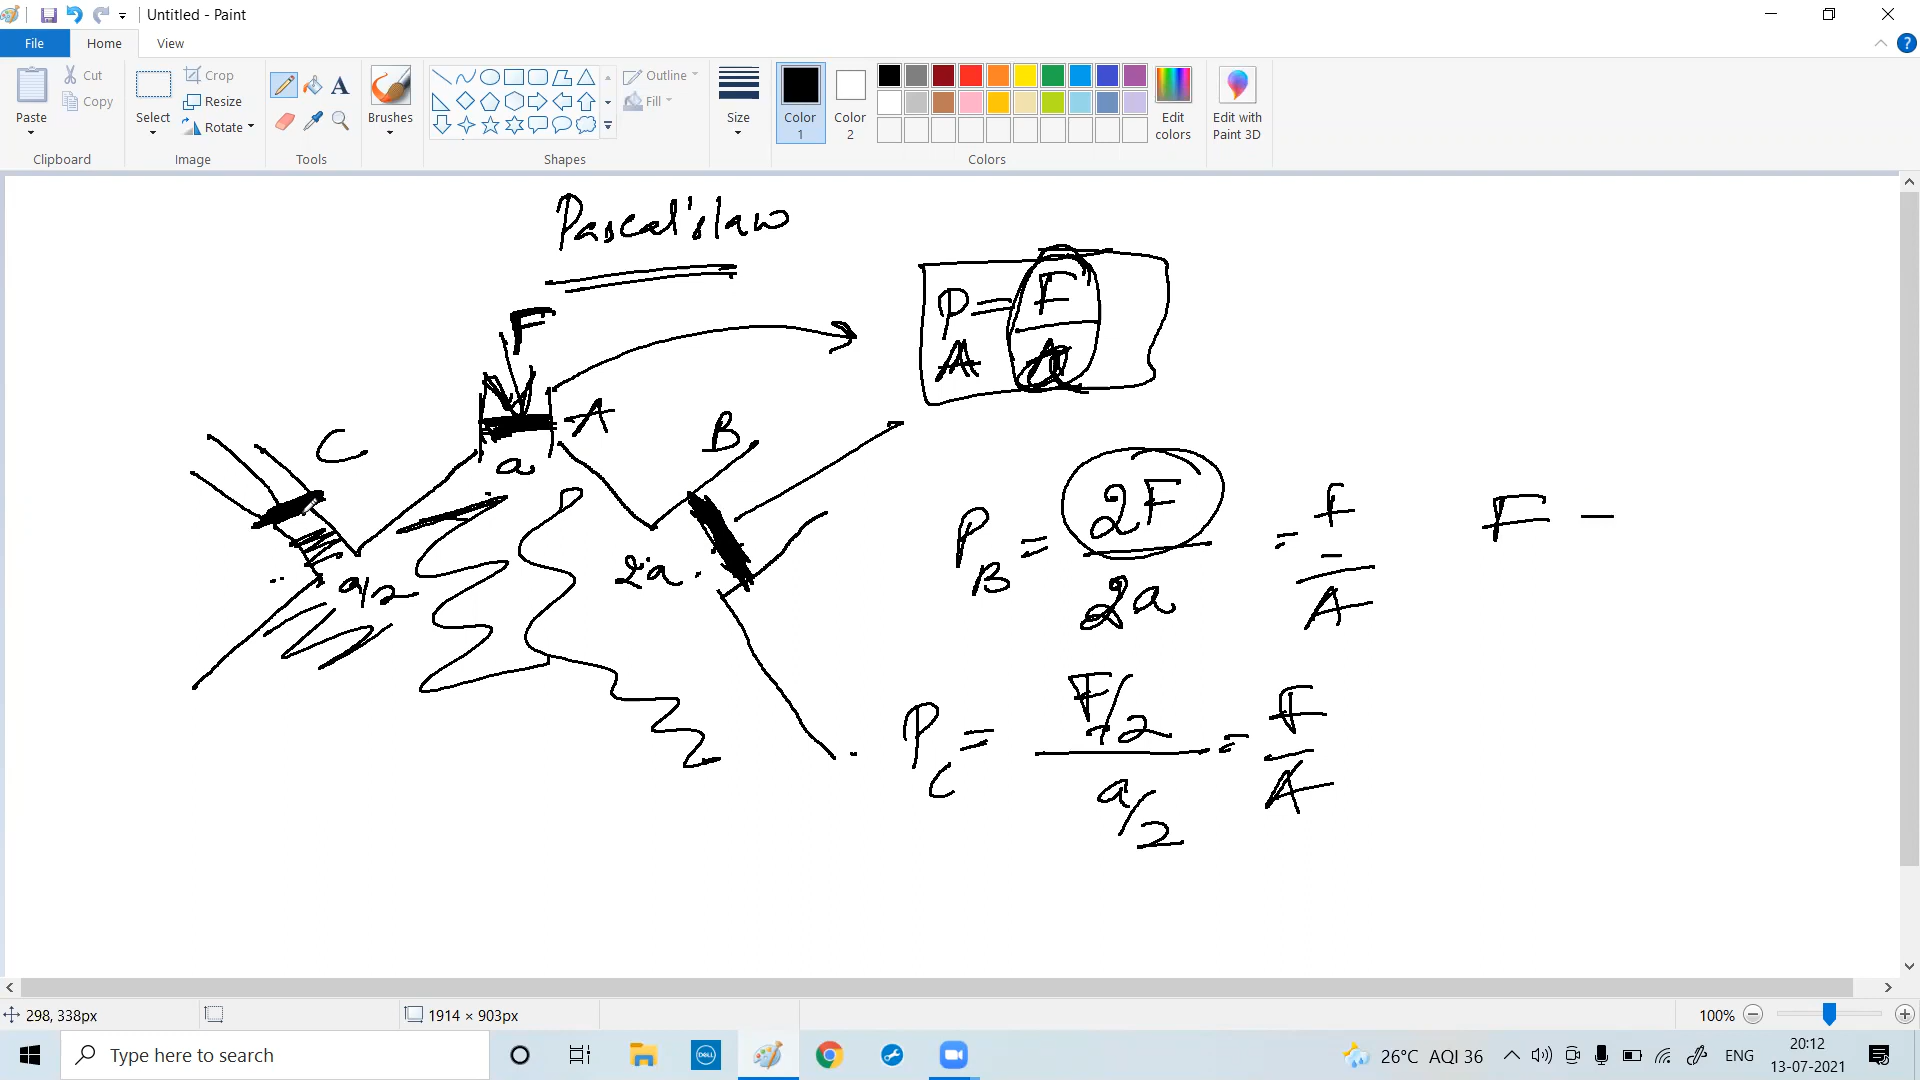 Untitled - Paint
File Home View
Paste Cut Copy Select Crop Resize Rotate Brushes Outline Fill Size Color 1 Color 2 Edit colors Edit with Paint 3D
Clipboard Image Tools Shapes Colors
Pascal's law
F
P = F
A a
A
a
C
B
a/2
2a
P_B = 2F / 2a = F / A
F -
P_C = F/2 / a/2 = F / A
298, 338px 1914 × 903px 100%
Type here to search DELL 26°C AQI 36 ENG 20:12
13-07-2021